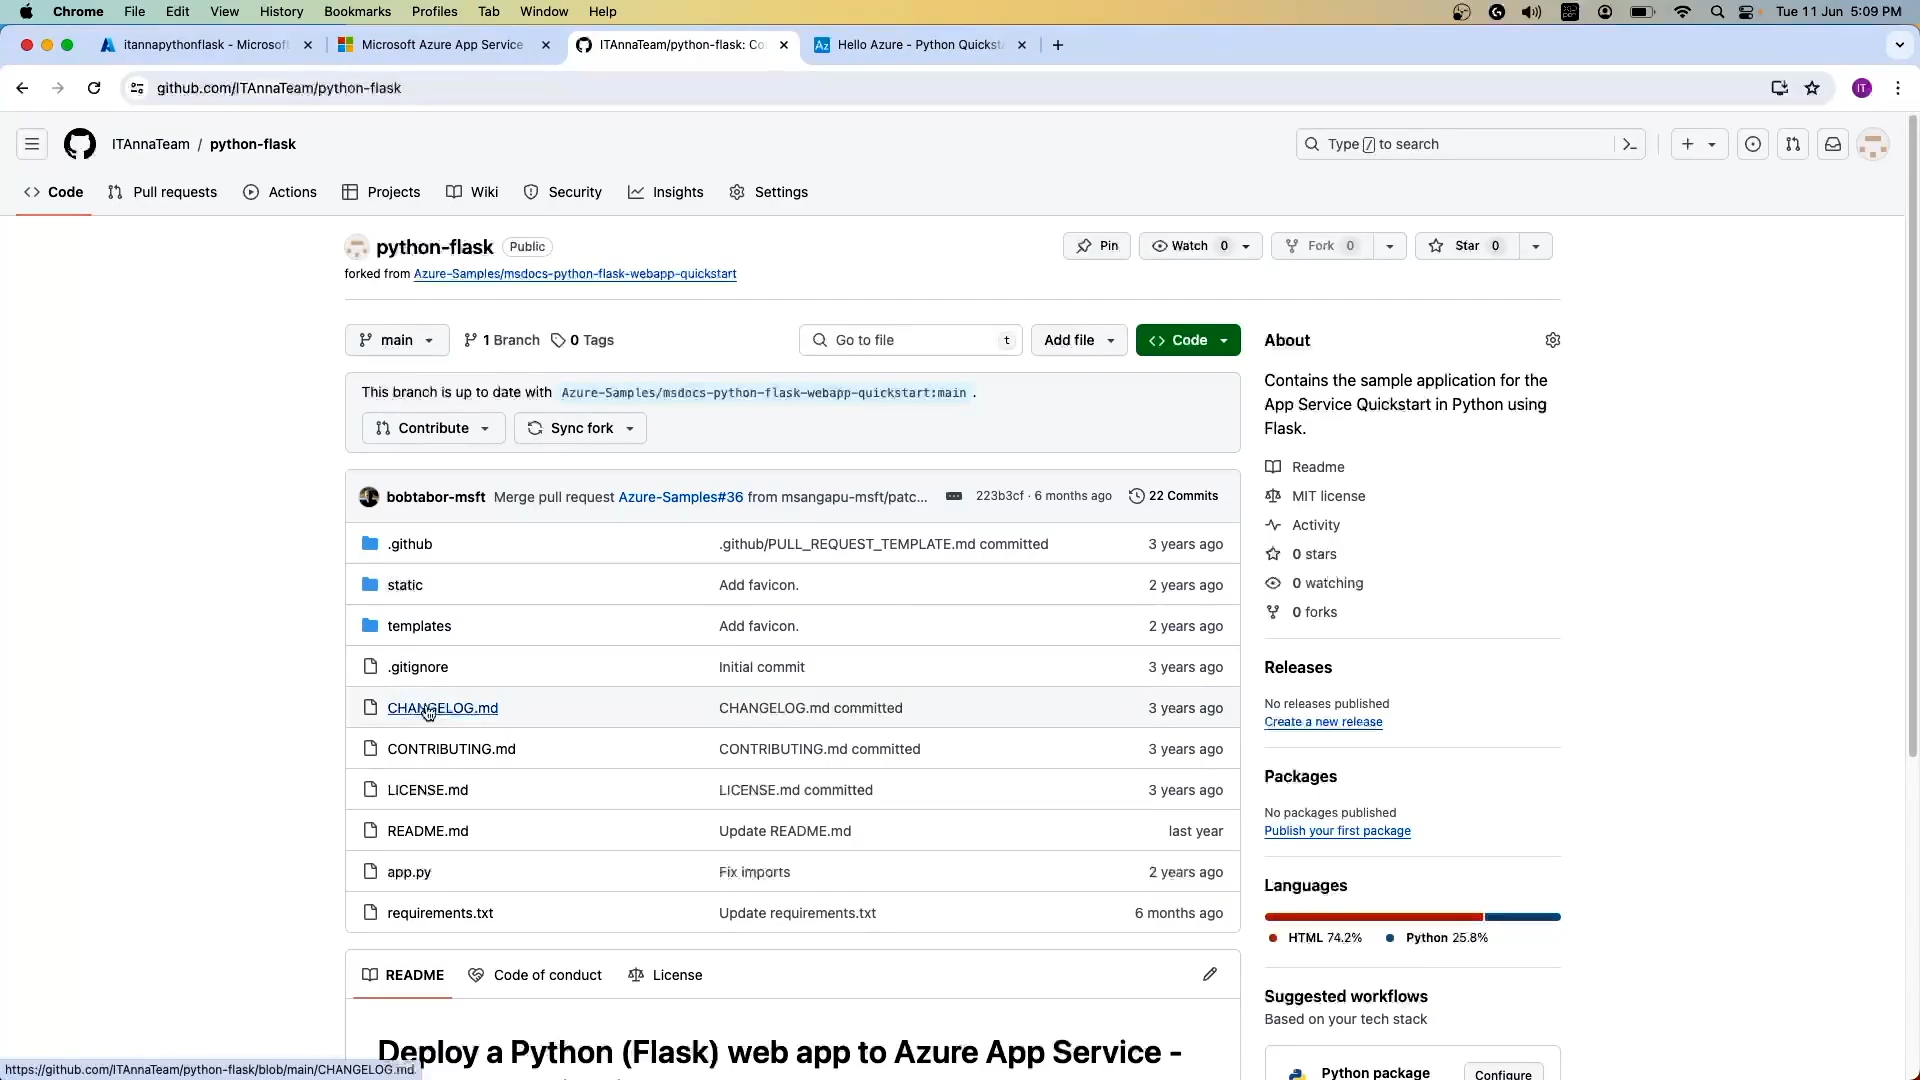 Chrome File Edit View History Bookmarks Profiles Tab Window Help Tue 11 Jun 5:09 PM
itannapythonflask - Microsof Microsoft Azure App Service ITAnnaTeam/python-flask: Co Hello Azure - Python Quickst
github.com/ITAnnaTeam/python-flask IT
ITAnnaTeam / python-flask Type / to search
Code Pull requests Actions Projects Wiki Security Insights Settings
python-flask Public Pin Watch 0 Fork 0 Star 0
forked from Azure-Samples/msdocs-python-flask-webapp-quickstart
main 1 Branch 0 Tags Go to file t Add file Code
This branch is up to date with Azure-Samples/msdocs-python-flask-webapp-quickstart:main .
Contribute Sync fork
bobtabor-msft Merge pull request Azure-Samples#36 from msangapu-msft/patc... 223b3cf · 6 months ago 22 Commits
.github .github/PULL_REQUEST_TEMPLATE.md committed 3 years ago
static Add favicon. 2 years ago
templates Add favicon. 2 years ago
.gitignore Initial commit 3 years ago
CHANGELOG.md CHANGELOG.md committed 3 years ago
CONTRIBUTING.md CONTRIBUTING.md committed 3 years ago
LICENSE.md LICENSE.md committed 3 years ago
README.md Update README.md last year
app.py Fix imports 2 years ago
requirements.txt Update requirements.txt 6 months ago
README Code of conduct License
Deploy a Python (Flask) web app to Azure App Service -
About
Contains the sample application for the
App Service Quickstart in Python using
Flask.
Readme
MIT license
Activity
0 stars
0 watching
0 forks
Releases
No releases published
Create a new release
Packages
No packages published
Publish your first package
Languages
HTML 74.2% Python 25.8%
Suggested workflows
Based on your tech stack
Python package Configure
https://github.com/ITAnnaTeam/python-flask/blob/main/CHANGELOG.md